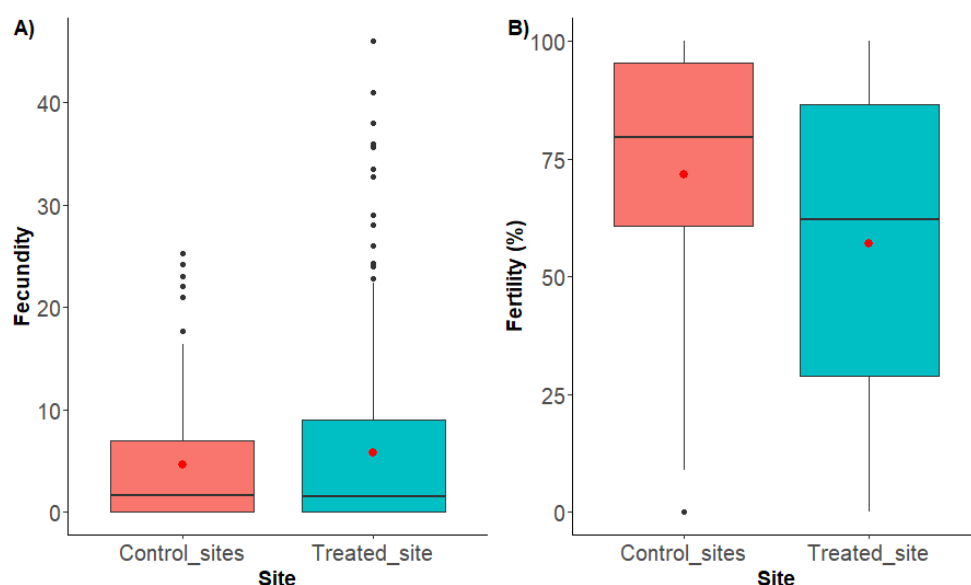 A)
Fecundity
40
30
20
10
0
Control_sites Treated_site
Site
B)
Fertility (%)
100
75
50
25
0
Control_sites Treated_site
Site